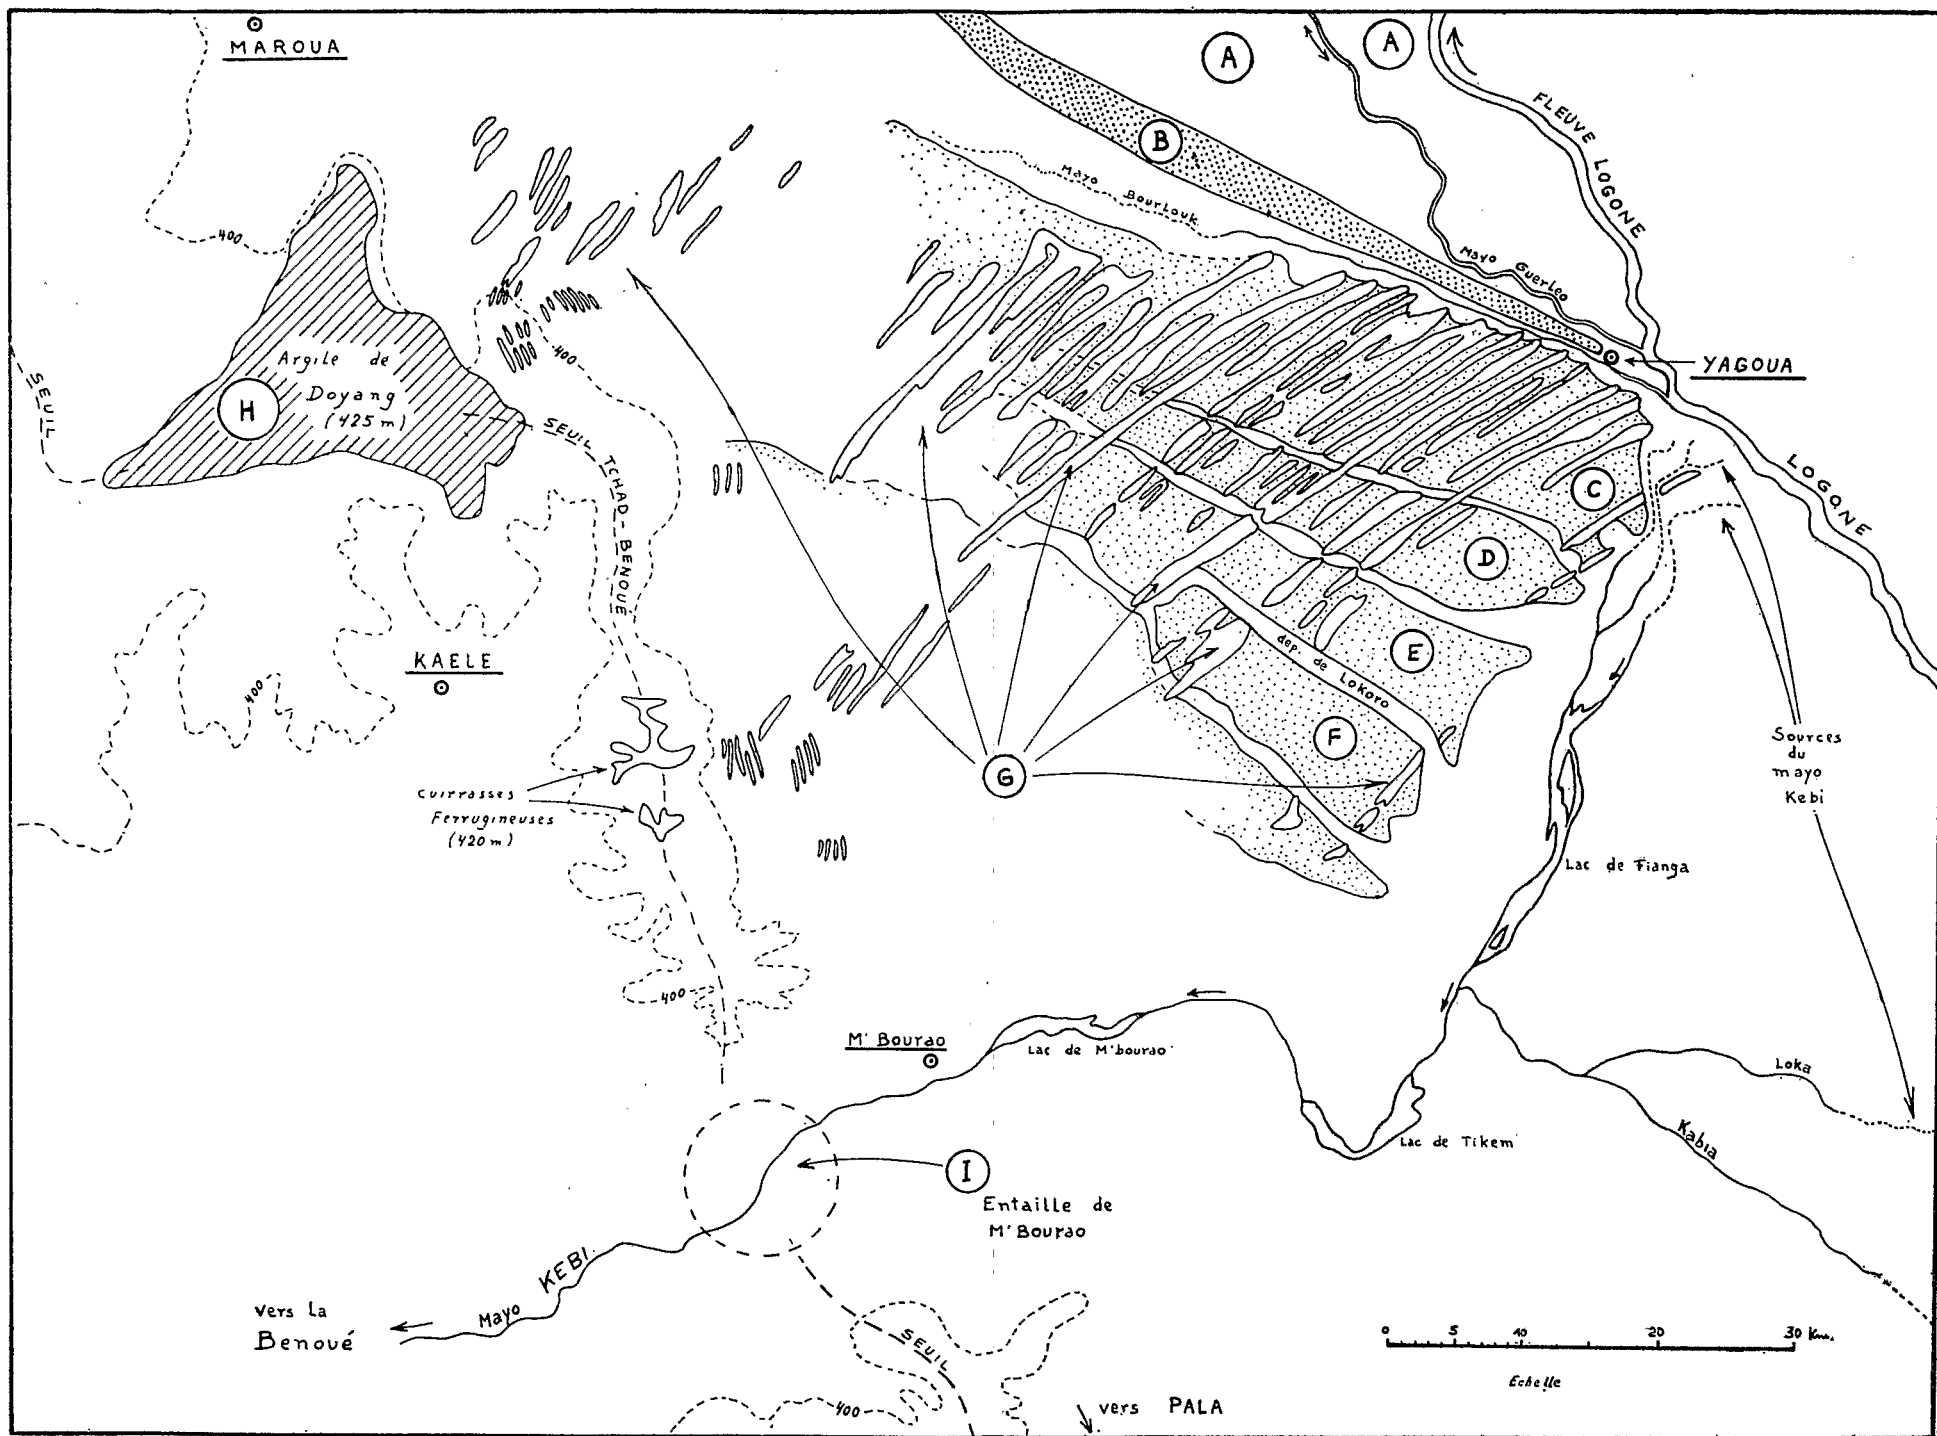 MAROUA
A
A
FLEUVE LOGONE
B
Mayo Bourlouk
Mayo Guerleo
400
SEUIL
Argile de
Doyang
(425 m)
H
400
SEUIL
TCHAD-BENOUÉ
YAGOUA
LOGONE
C
D
E
F
dep. de Lokoro
G
KAELE
400
Cuirrasses
Ferrugineuses
(420 m)
400
Sources
du
mayo
Kebi
Lac de Fianga
M'Bourao
Lac de M'bourao
Lac de Tikem
Loka
Kabia
I
Entaille de
M'Bourao
Mayo KEBI
vers la
Benoué
SEUIL
400
vers PALA
0 5 10 20 30 Km.
Echelle